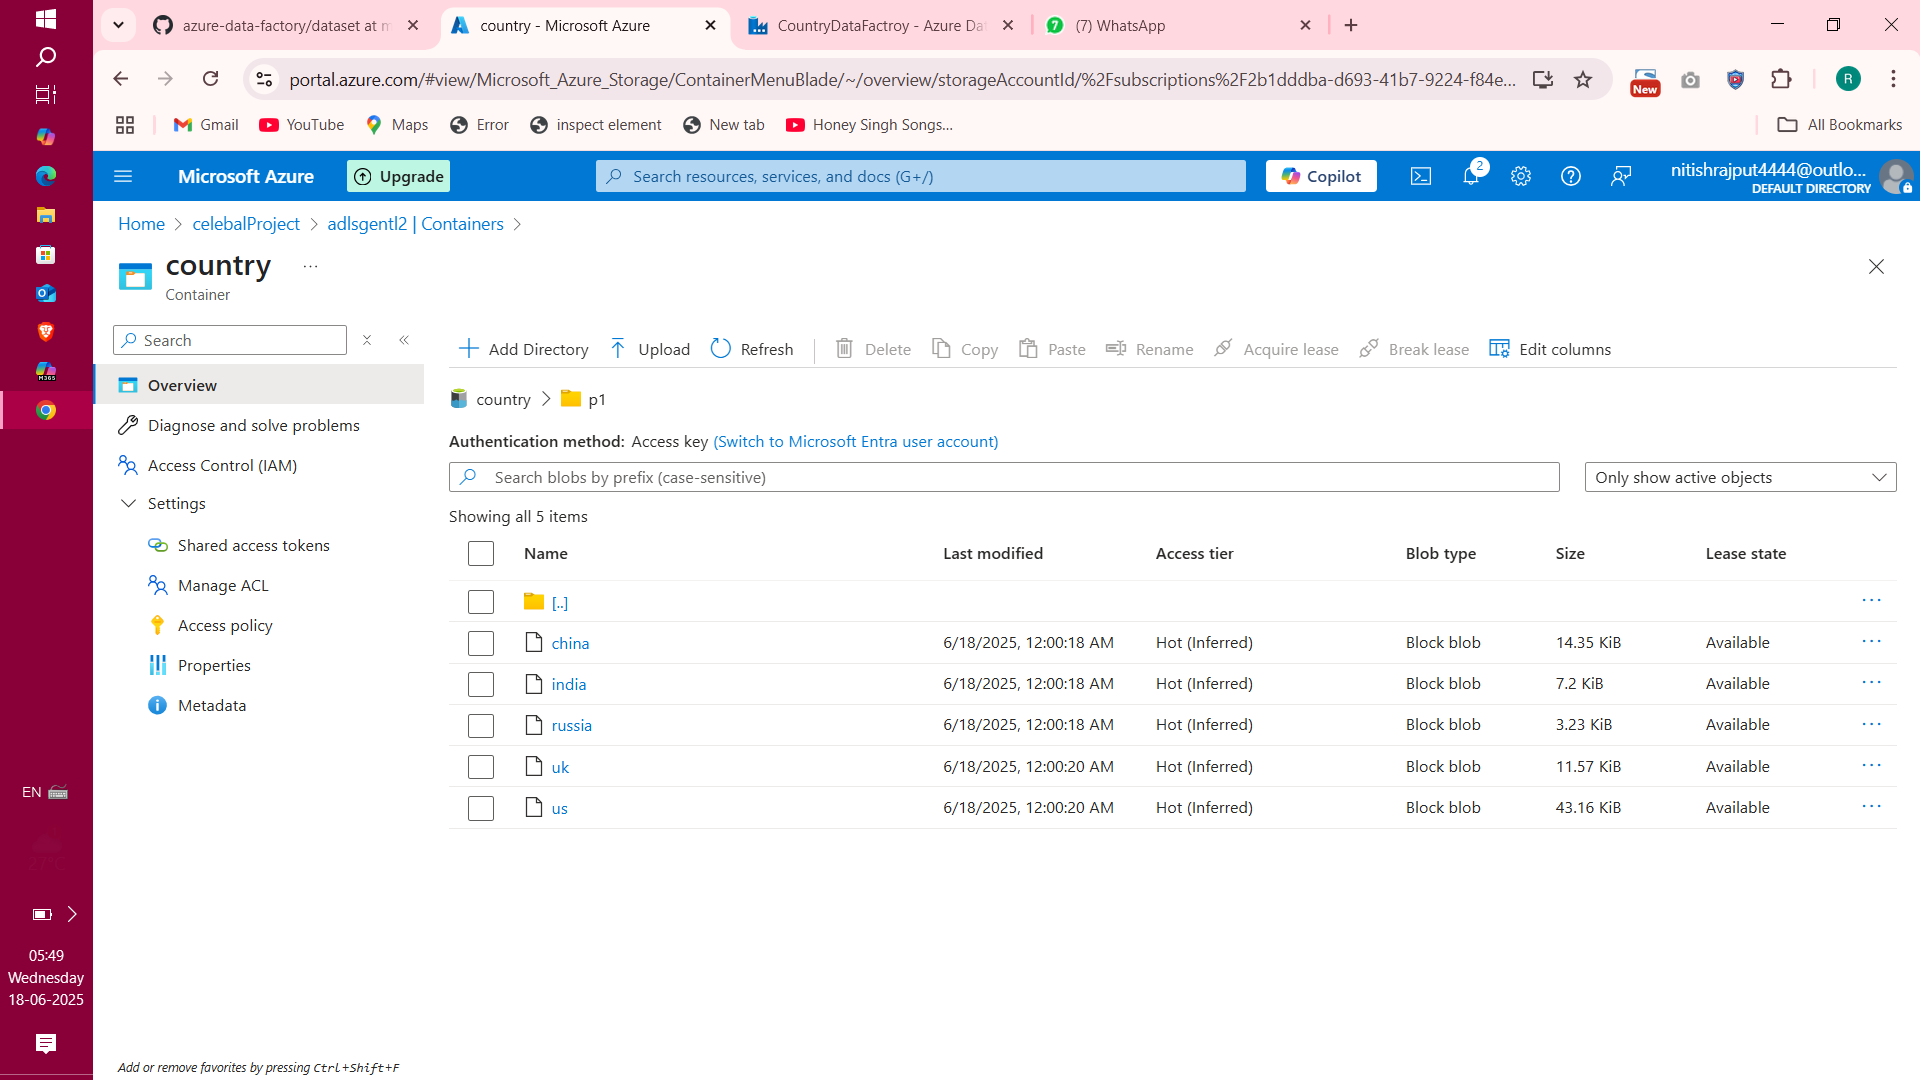 azure-data-factory/dataset at m
country - Microsoft Azure
CountryDataFactroy - Azure Da
7
(7) WhatsApp
portal.azure.com/#view/Microsoft_Azure_Storage/ContainerMenuBlade/~/overview/storageAccountId/%2Fsubscriptions%2F2b1dddba-d693-41b7-9224-f84e...
New
R
Gmail
YouTube
Maps
Error
inspect element
New tab
Honey Singh Songs...
All Bookmarks
Microsoft Azure
Upgrade
Search resources, services, and docs (G+/)
Copilot
2
nitishrajput4444@outlo...
DEFAULT DIRECTORY
Home > celebalProject > adlsgentl2 | Containers >
country ...
Container
Search
Add Directory
Upload
Refresh
Delete
Copy
Paste
Rename
Acquire lease
Break lease
Edit columns
Overview
Diagnose and solve problems
Access Control (IAM)
Settings
Shared access tokens
Manage ACL
Access policy
Properties
Metadata
country > p1
Authentication method: Access key (Switch to Microsoft Entra user account)
Search blobs by prefix (case-sensitive)
Only show active objects
Showing all 5 items
Name Last modified Access tier Blob type Size Lease state
[..] ...
china 6/18/2025, 12:00:18 AM Hot (Inferred) Block blob 14.35 KiB Available ...
india 6/18/2025, 12:00:18 AM Hot (Inferred) Block blob 7.2 KiB Available ...
russia 6/18/2025, 12:00:18 AM Hot (Inferred) Block blob 3.23 KiB Available ...
uk 6/18/2025, 12:00:20 AM Hot (Inferred) Block blob 11.57 KiB Available ...
us 6/18/2025, 12:00:20 AM Hot (Inferred) Block blob 43.16 KiB Available ...
M365
EN
05:49
Wednesday
18-06-2025
Add or remove favorites by pressing Ctrl+Shift+F